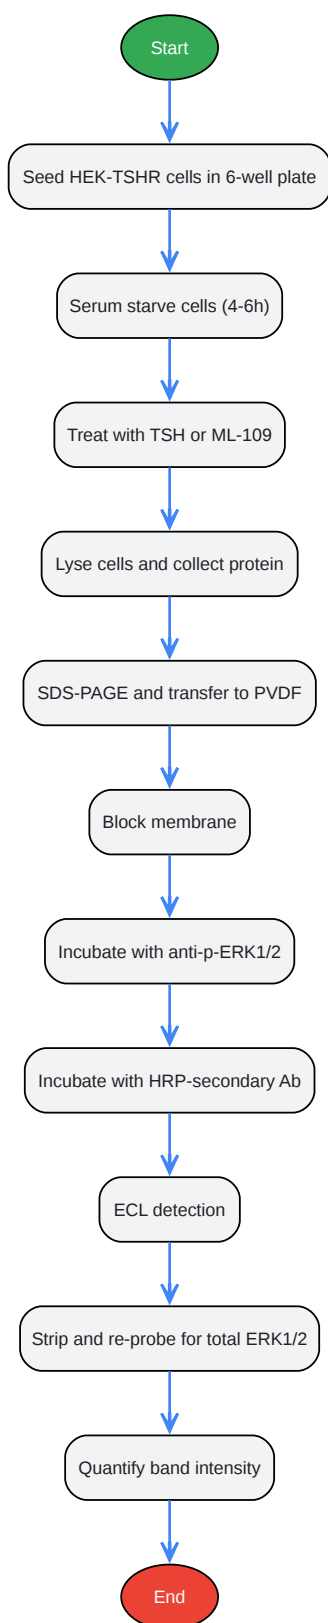 Start
Seed HEK-TSHR cells in 6-well plate
Serum starve cells (4-6h)
Treat with TSH or ML-109
Lyse cells and collect protein
SDS-PAGE and transfer to PVDF
Block membrane
Incubate with anti-p-ERK1/2
Incubate with HRP-secondary Ab
ECL detection
Strip and re-probe for total ERK1/2
Quantify band intensity
End